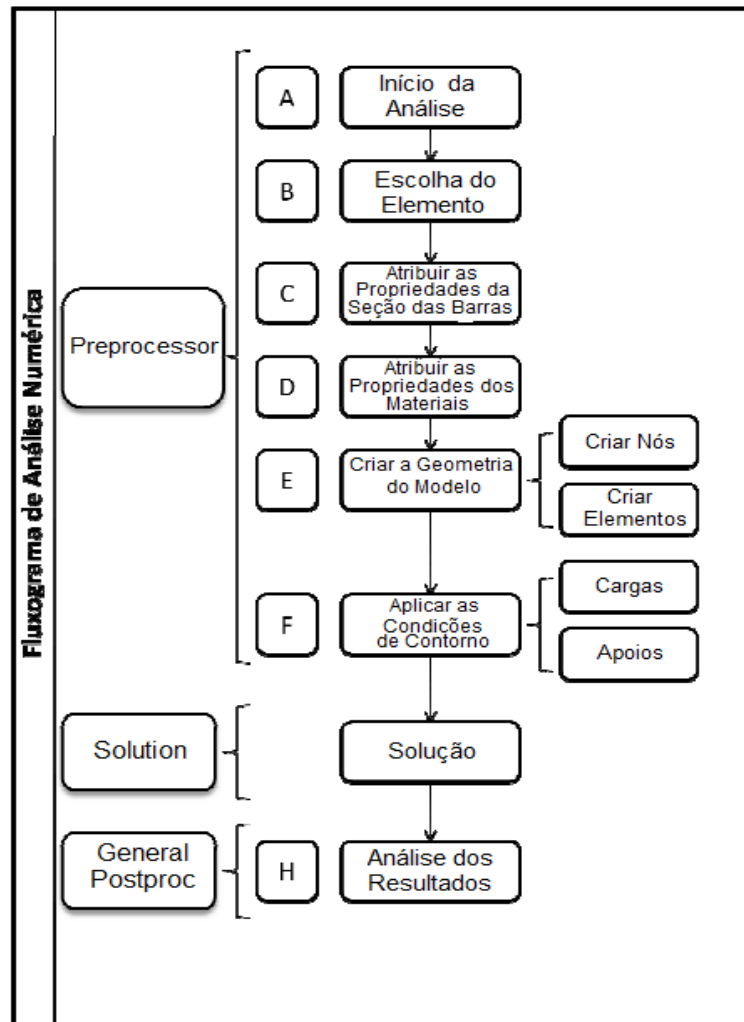 Fluxograma de Análise Numérica
Preprocessor
A
Início da
Análise
B
Escolha do
Elemento
C
Atribuir as
Propriedades da
Seção das Barras
D
Atribuir as
Propriedades dos
Materiais
E
Criar a Geometria
do Modelo
Criar Nós
Criar
Elementos
F
Aplicar as
Condições
de Contorno
Cargas
Apoios
Solution
Solução
General
Postproc
H
Análise dos
Resultados